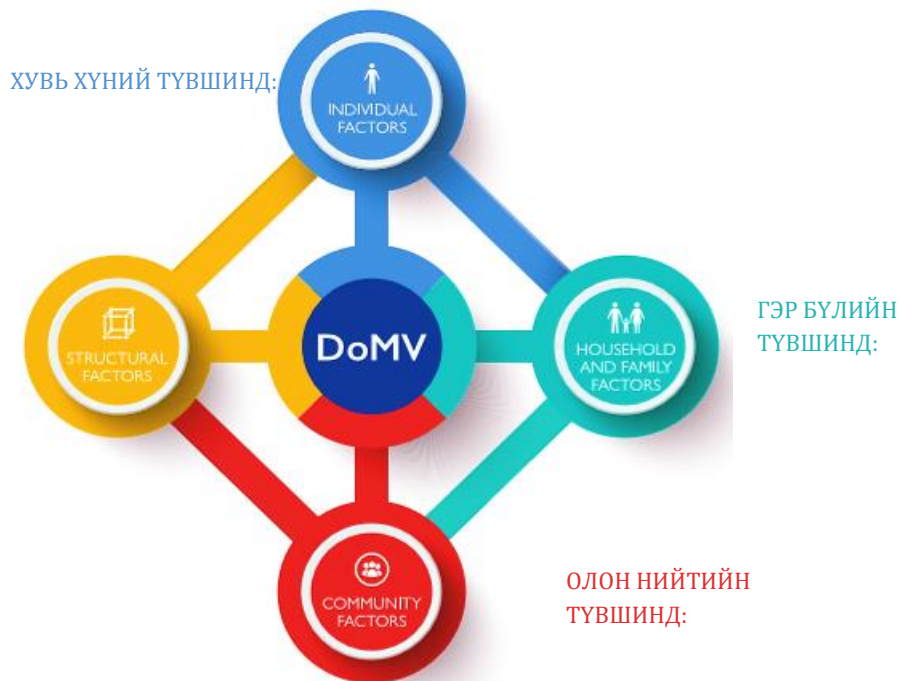 ХУВЬ ХҮНИЙ ТҮВШИНД:
INDIVIDUAL
FACTORS
STRUCTURAL
FACTORS
DoMV
HOUSEHOLD
AND FAMILY
FACTORS
ГЭР БҮЛИЙН
ТҮВШИНД:
COMMUNITY
FACTORS
ОЛОН НИЙТИЙН
ТҮВШИНД: